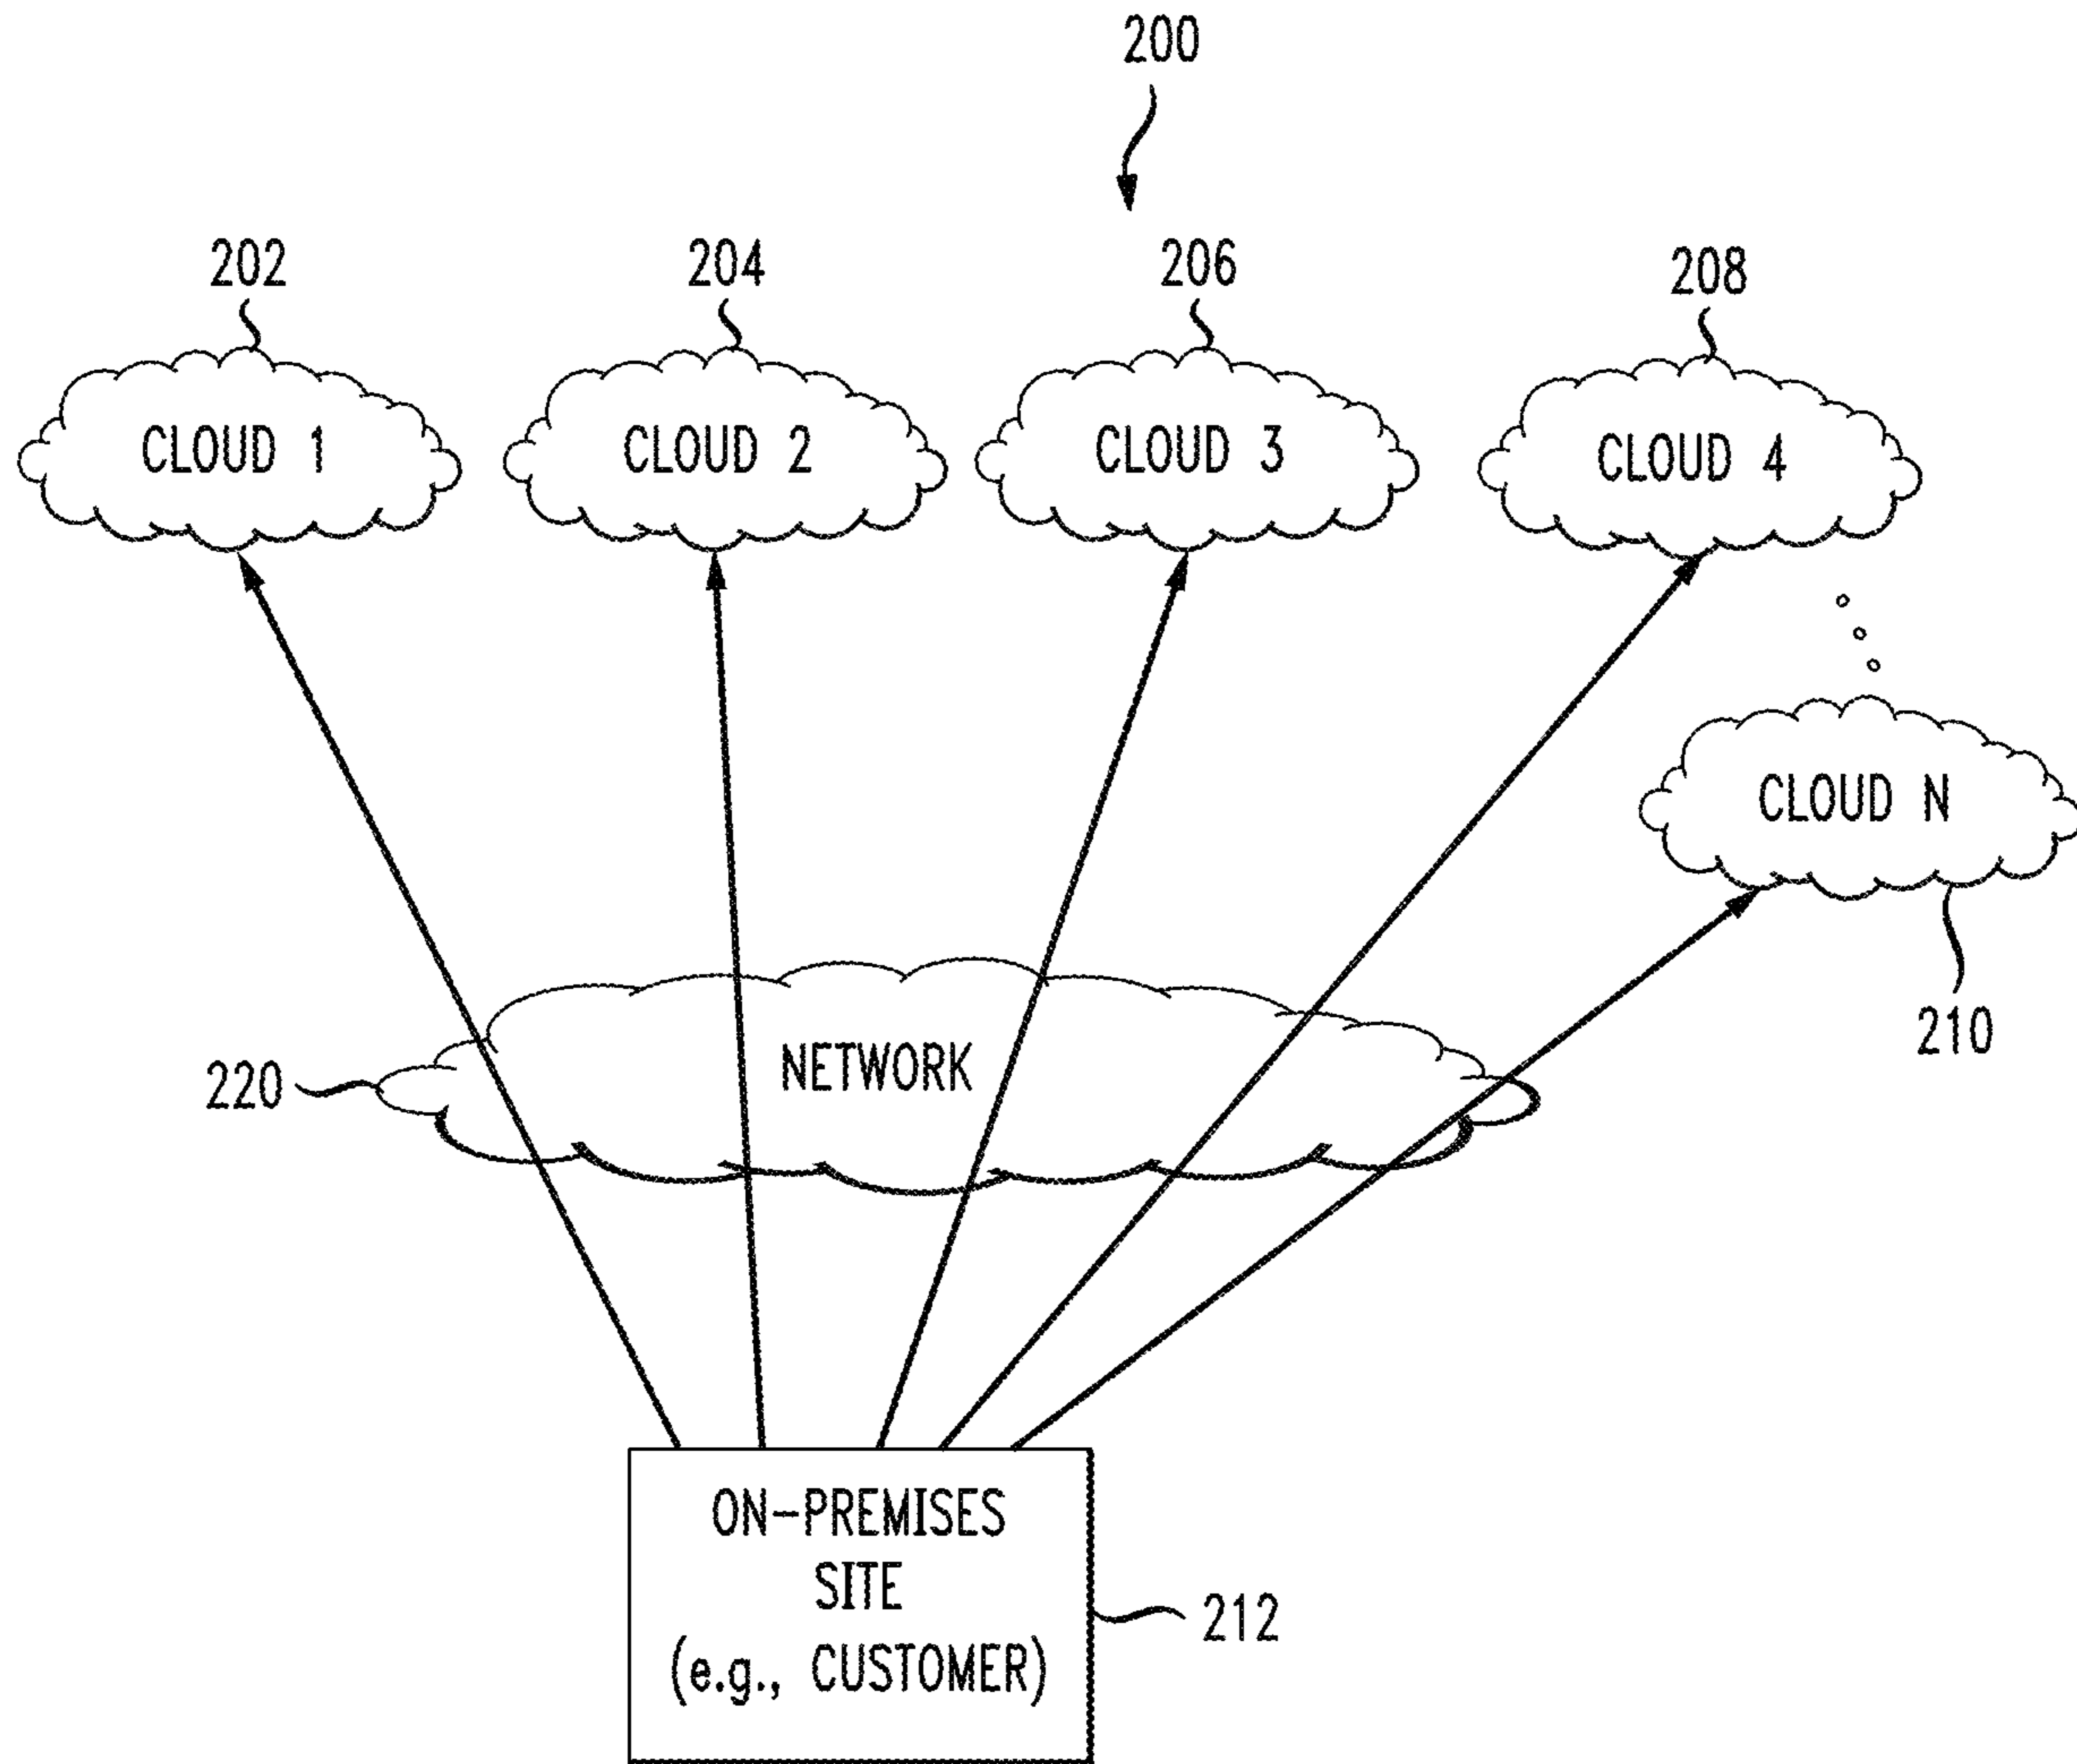 200
202
204
206
208
CLOUD 1
CLOUD 2
CLOUD 3
CLOUD 4
CLOUD N
210
NETWORK
220
ON-PREMISES
SITE
(e.g., CUSTOMER)
212